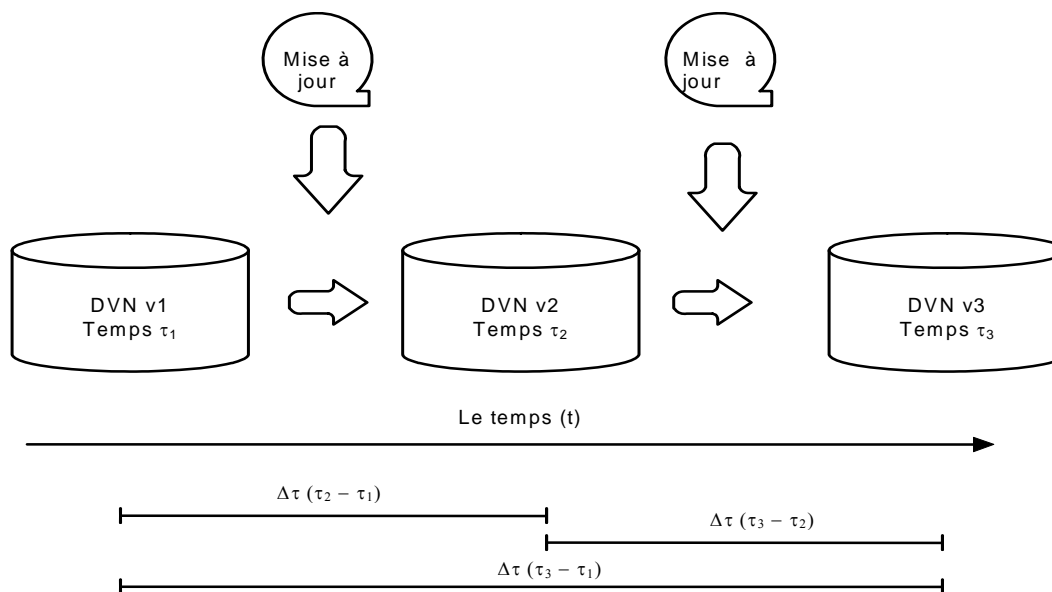 Mise à
jour
Mise à
jour
DVN v1
Temps τ1
DVN v2
Temps τ2
DVN v3
Temps τ3
Le temps (t)
Δτ (τ2 – τ1)
Δτ (τ3 – τ2)
Δτ (τ3 – τ1)